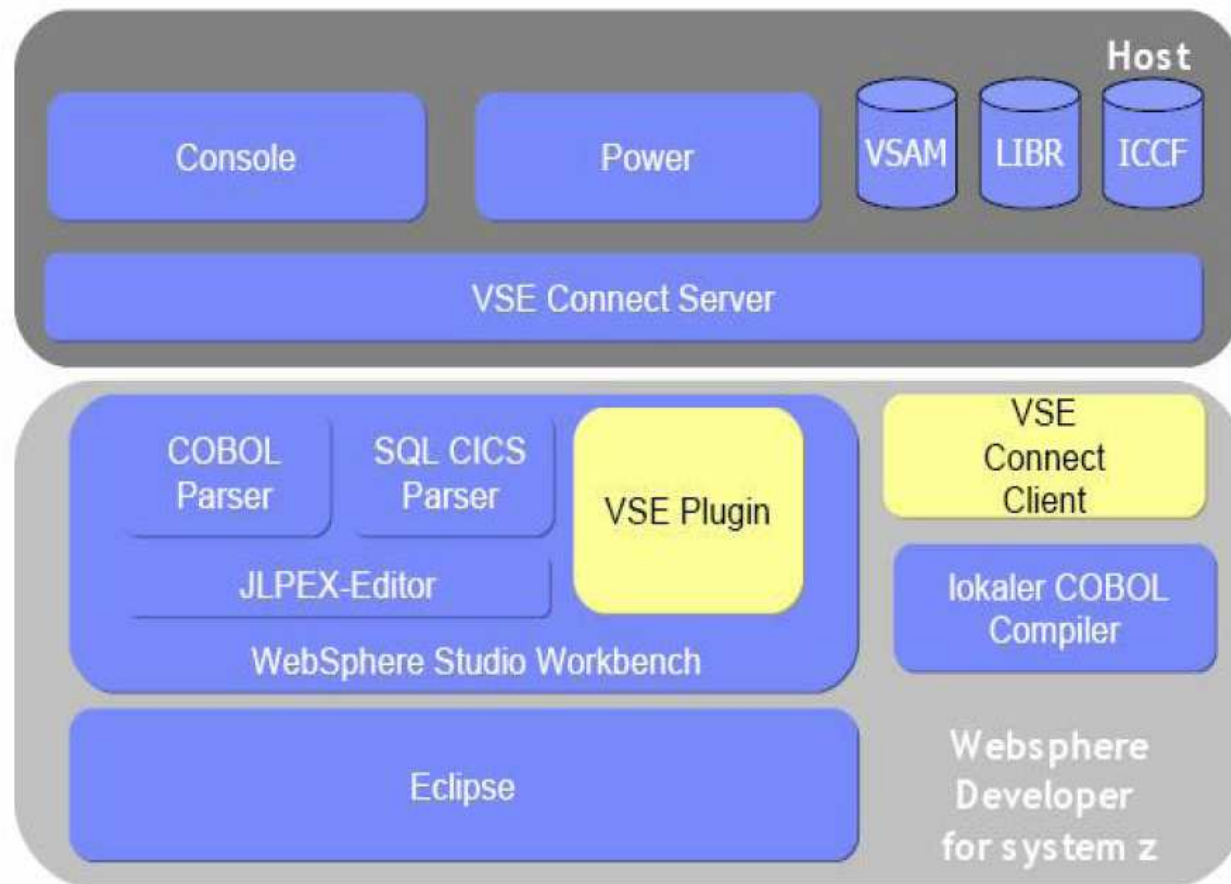 Host
Console
Power
VSAM
LIBR
ICCF
VSE Connect Server
COBOL
Parser
SQL CICS
Parser
VSE Plugin
JLPEX-Editor
WebSphere Studio Workbench
VSE
Connect
Client
lokaler COBOL
Compiler
Eclipse
Websphere
Developer
for system z